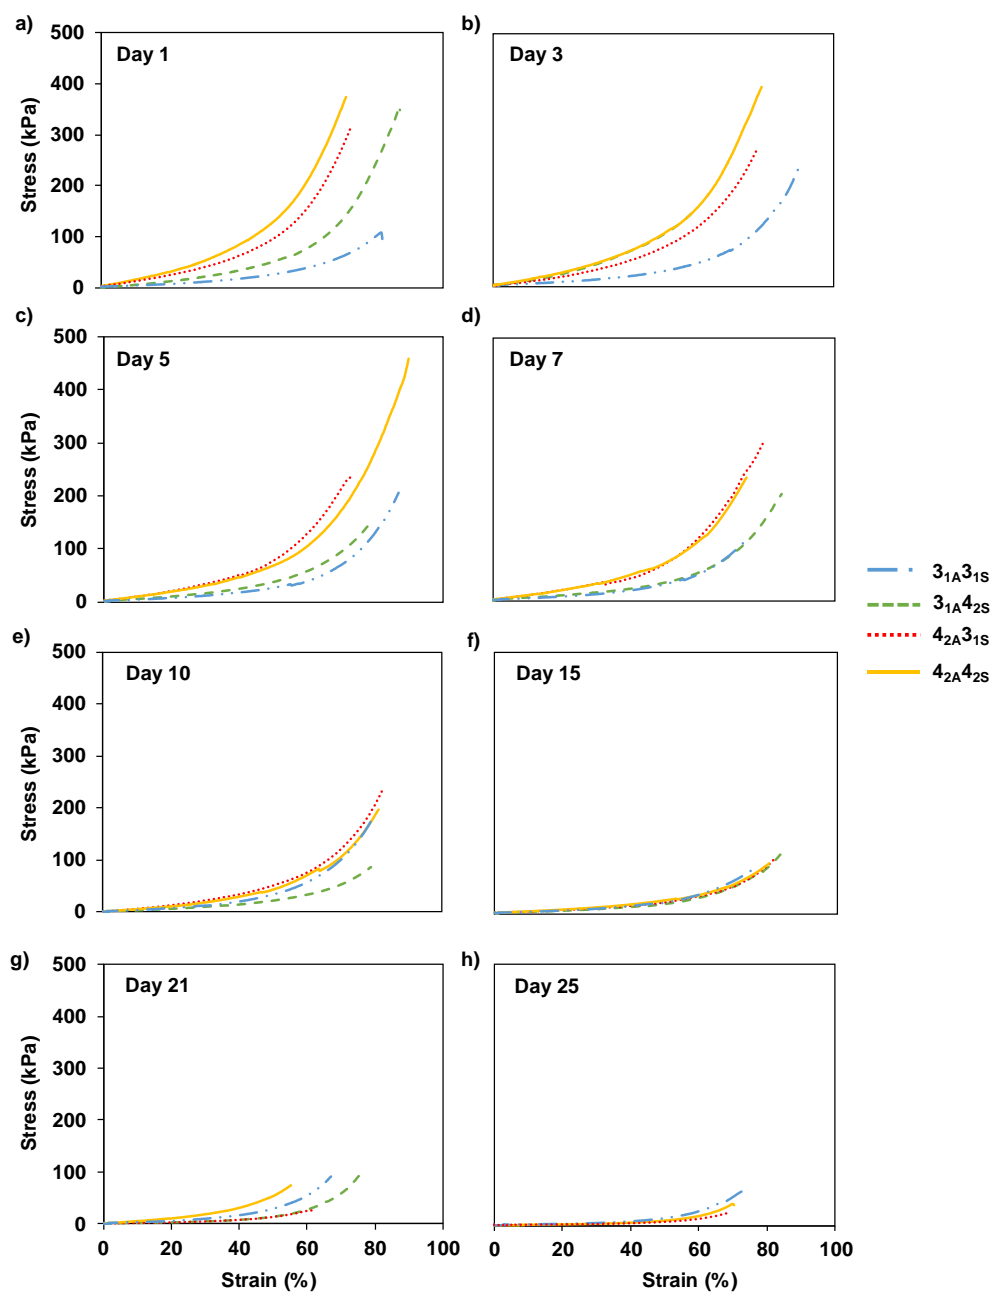 a)
500
400
300
200
100
0
Stress (kPa)
Day 1
b)
Day 3
c)
500
400
300
200
100
0
Stress (kPa)
Day 5
d)
Day 7
3₁ₐ3₁ₛ
3₁ₐ4₂ₛ
4₂ₐ3₁ₛ
4₂ₐ4₂ₛ
e)
500
400
300
200
100
0
Stress (kPa)
Day 10
f)
Day 15
g)
500
400
300
200
100
0
Stress (kPa)
Day 21
0 20 40 60 80 100
Strain (%)
h)
Day 25
0 20 40 60 80 100
Strain (%)